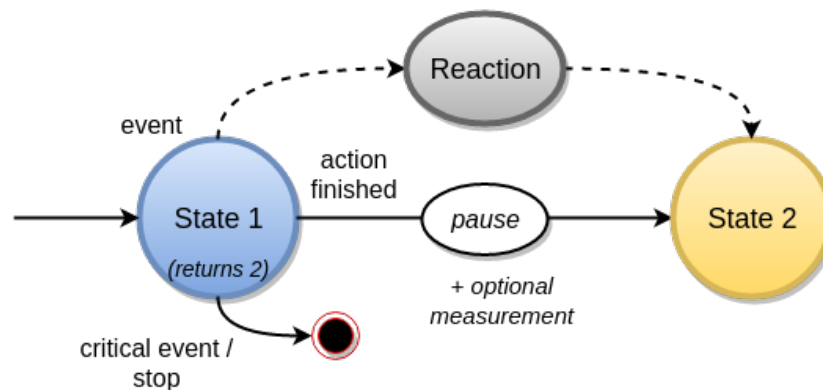 Reaction
event
action
finished
State 1
(returns 2)
pause
State 2
+ optional
measurement
critical event /
stop